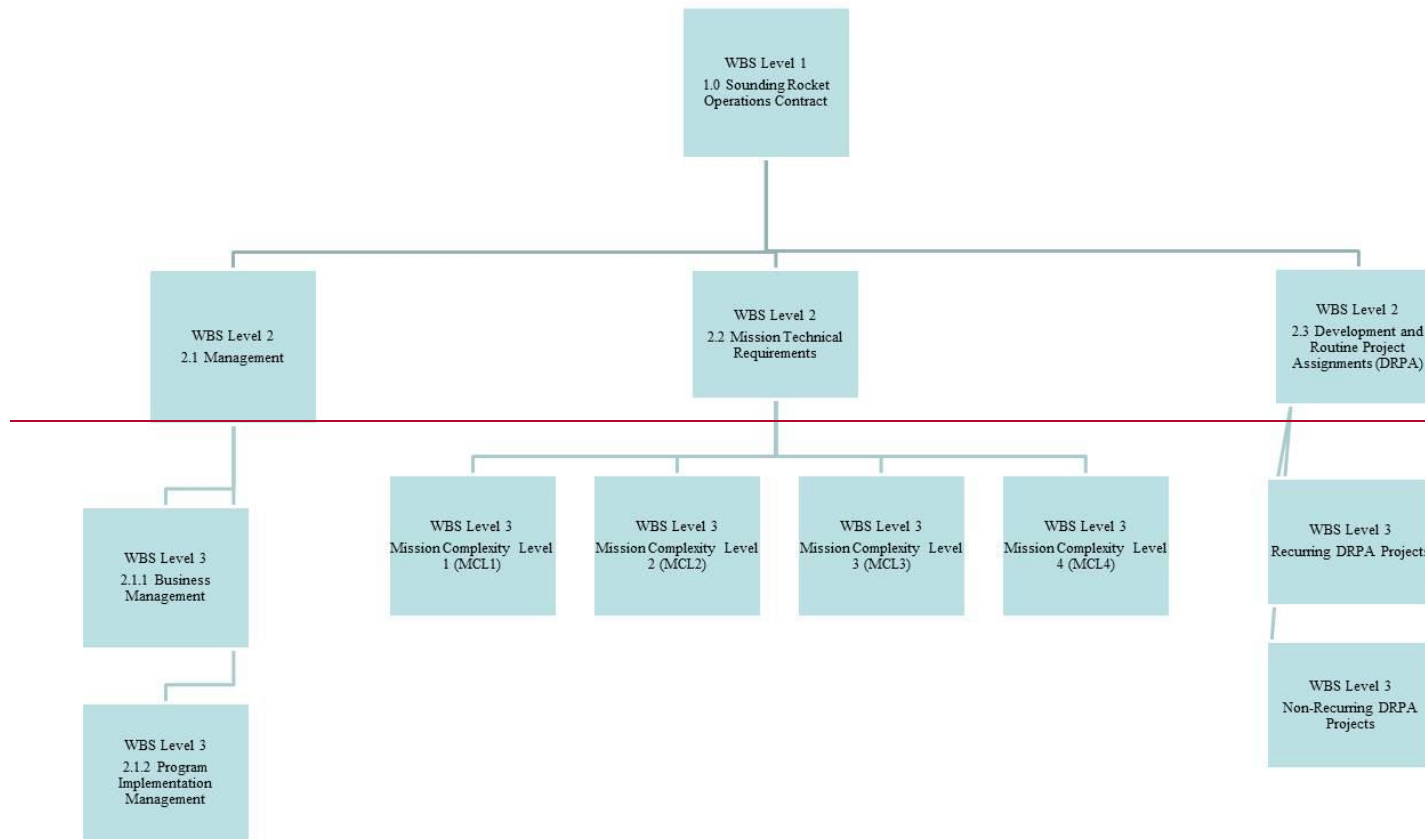 WBS Level 1
1.0 Sounding Rocket
Operations Contract
WBS Level 2
2.1 Management
WBS Level 2
2.2 Mission Technical
Requirements
WBS Level 2
2.3 Development and
Routine Project
Assignments (DRPA)
WBS Level 3
2.1.1 Business
Management
WBS Level 3
2.1.2 Program
Implementation
Management
WBS Level 3
Mission Complexity Level
1 (MCL1)
WBS Level 3
Mission Complexity Level
2 (MCL2)
WBS Level 3
Mission Complexity Level
3 (MCL3)
WBS Level 3
Mission Complexity Level
4 (MCL4)
WBS Level 3
Recurring DRPA Projects
WBS Level 3
Non-Recurring DRPA
Projects